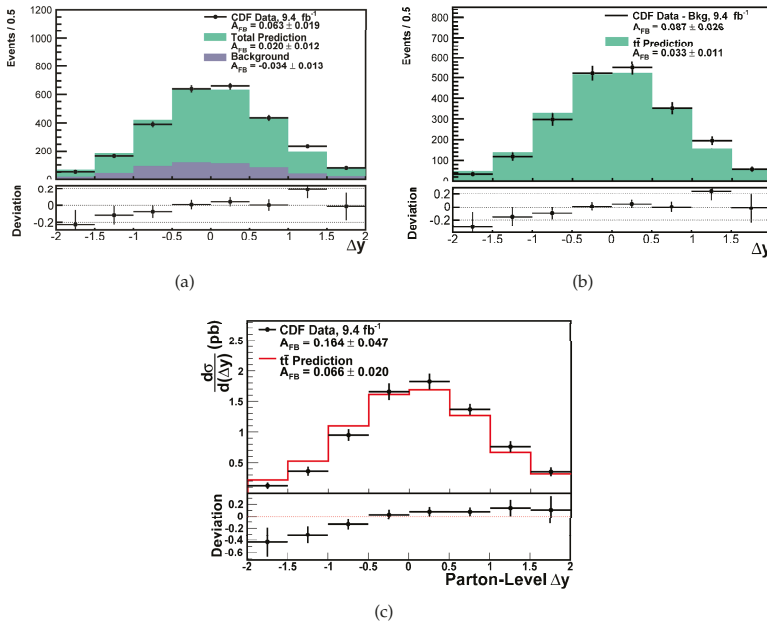 Events / 0.5
1200
1000
800
600
400
200
0
CDF Data, 9.4 fb⁻¹
A_FB = 0.063 ± 0.019
Total Prediction
A_FB = 0.020 ± 0.012
Background
A_FB = -0.034 ± 0.013
Deviation
0.2
0
-0.2
-2 -1.5 -1 -0.5 0 0.5 1 1.5 2
Δy
(a)
Events / 0.5
800
700
600
500
400
300
200
100
0
CDF Data - Bkg, 9.4 fb⁻¹
A_FB = 0.087 ± 0.026
tt̄ Prediction
A_FB = 0.033 ± 0.011
Deviation
0.2
0
-0.2
-2 -1.5 -1 -0.5 0 0.5 1 1.5 2
Δy
(b)
dσ/d(Δy) (pb)
2.5
2
1.5
1
0.5
CDF Data, 9.4 fb⁻¹
A_FB = 0.164 ± 0.047
tt̄ Prediction
A_FB = 0.066 ± 0.020
Deviation
0.2
0
-0.2
-0.4
-0.6
-2 -1.5 -1 -0.5 0 0.5 1 1.5 2
Parton-Level Δy
(c)